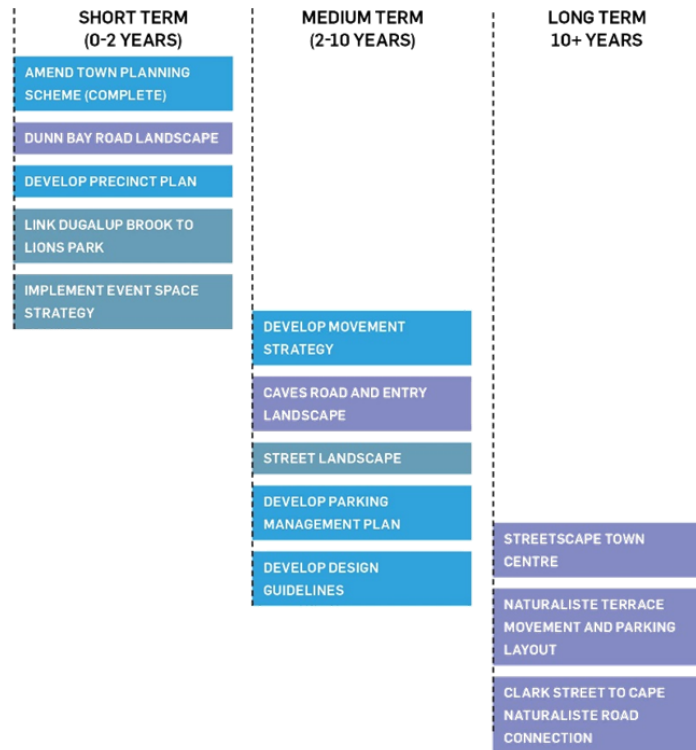 SHORT TERM
(0-2 YEARS)
AMEND TOWN PLANNING
SCHEME (COMPLETE)
DUNN BAY ROAD LANDSCAPE
DEVELOP PRECINCT PLAN
LINK DUGALUP BROOK TO
LIONS PARK
IMPLEMENT EVENT SPACE
STRATEGY
MEDIUM TERM
(2-10 YEARS)
DEVELOP MOVEMENT
STRATEGY
CAVES ROAD AND ENTRY
LANDSCAPE
STREET LANDSCAPE
DEVELOP PARKING
MANAGEMENT PLAN
DEVELOP DESIGN
GUIDELINES
LONG TERM
10+ YEARS
STREETSCAPE TOWN
CENTRE
NATURALISTE TERRACE
MOVEMENT AND PARKING
LAYOUT
CLARK STREET TO CAPE
NATURALISTE ROAD
CONNECTION